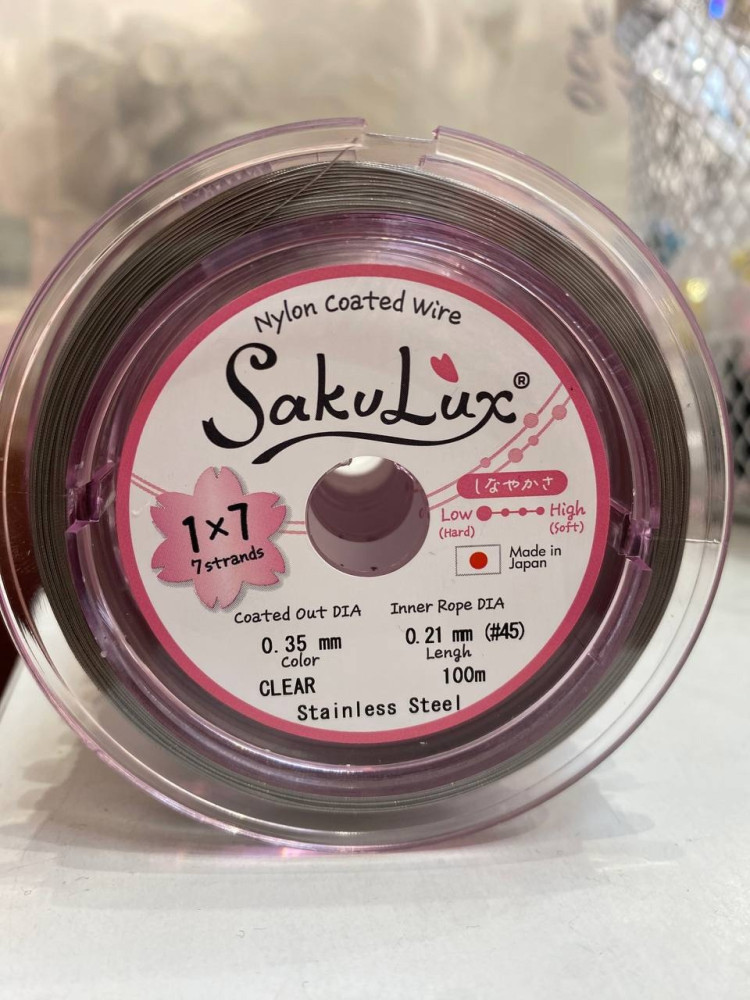 Nylon Coated Wire
SakuLux®
しなやかさ
1×7
7strands
Low High
(Hard) (Soft)
Made in
Japan
Coated Out DIA Inner Rope DIA
0.35 mm 0.21 mm (#45)
Color Lengh
CLEAR 100m
Stainless Steel